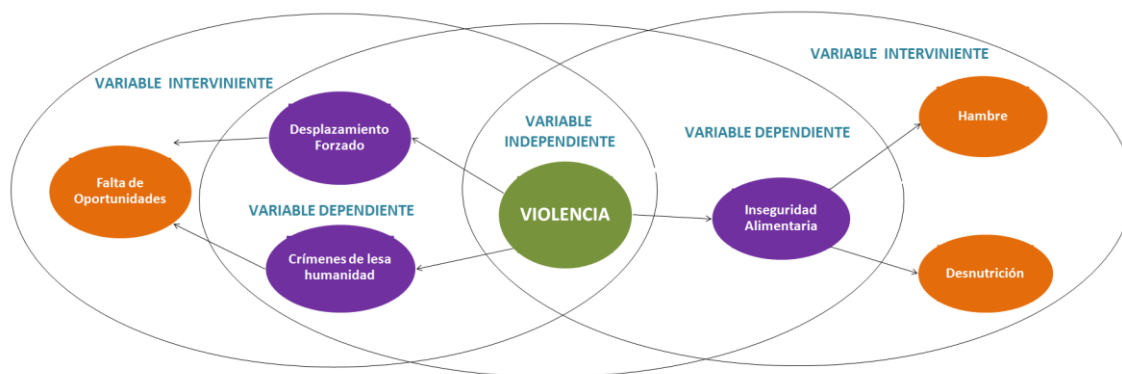 VARIABLE INTERVINIENTE
Desplazamiento
Forzado
Falta de
Oportunidades
VARIABLE DEPENDIENTE
Crímenes de lesa
humanidad
VARIABLE
INDEPENDIENTE
VIOLENCIA
VARIABLE DEPENDIENTE
Inseguridad
Alimentaria
VARIABLE INTERVINIENTE
Hambre
Desnutrición